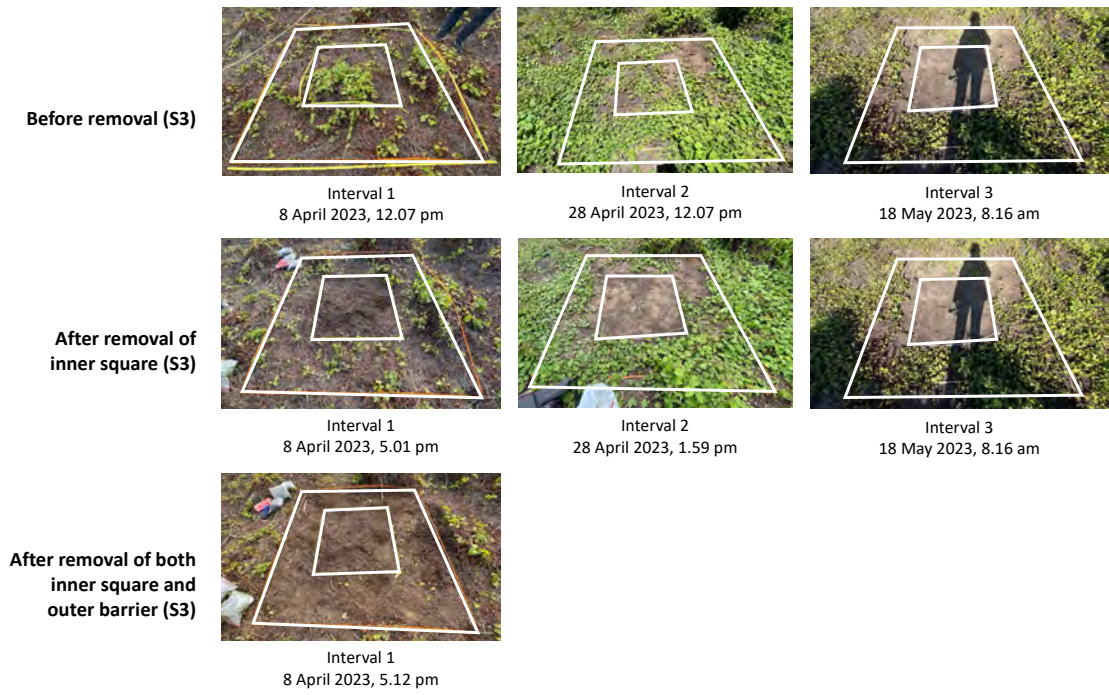 Before removal (S3)
Interval 1
8 April 2023, 12.07 pm
Interval 2
28 April 2023, 12.07 pm
Interval 3
18 May 2023, 8.16 am
After removal of
inner square (S3)
Interval 1
8 April 2023, 5.01 pm
Interval 2
28 April 2023, 1.59 pm
Interval 3
18 May 2023, 8.16 am
After removal of both
inner square and
outer barrier (S3)
Interval 1
8 April 2023, 5.12 pm